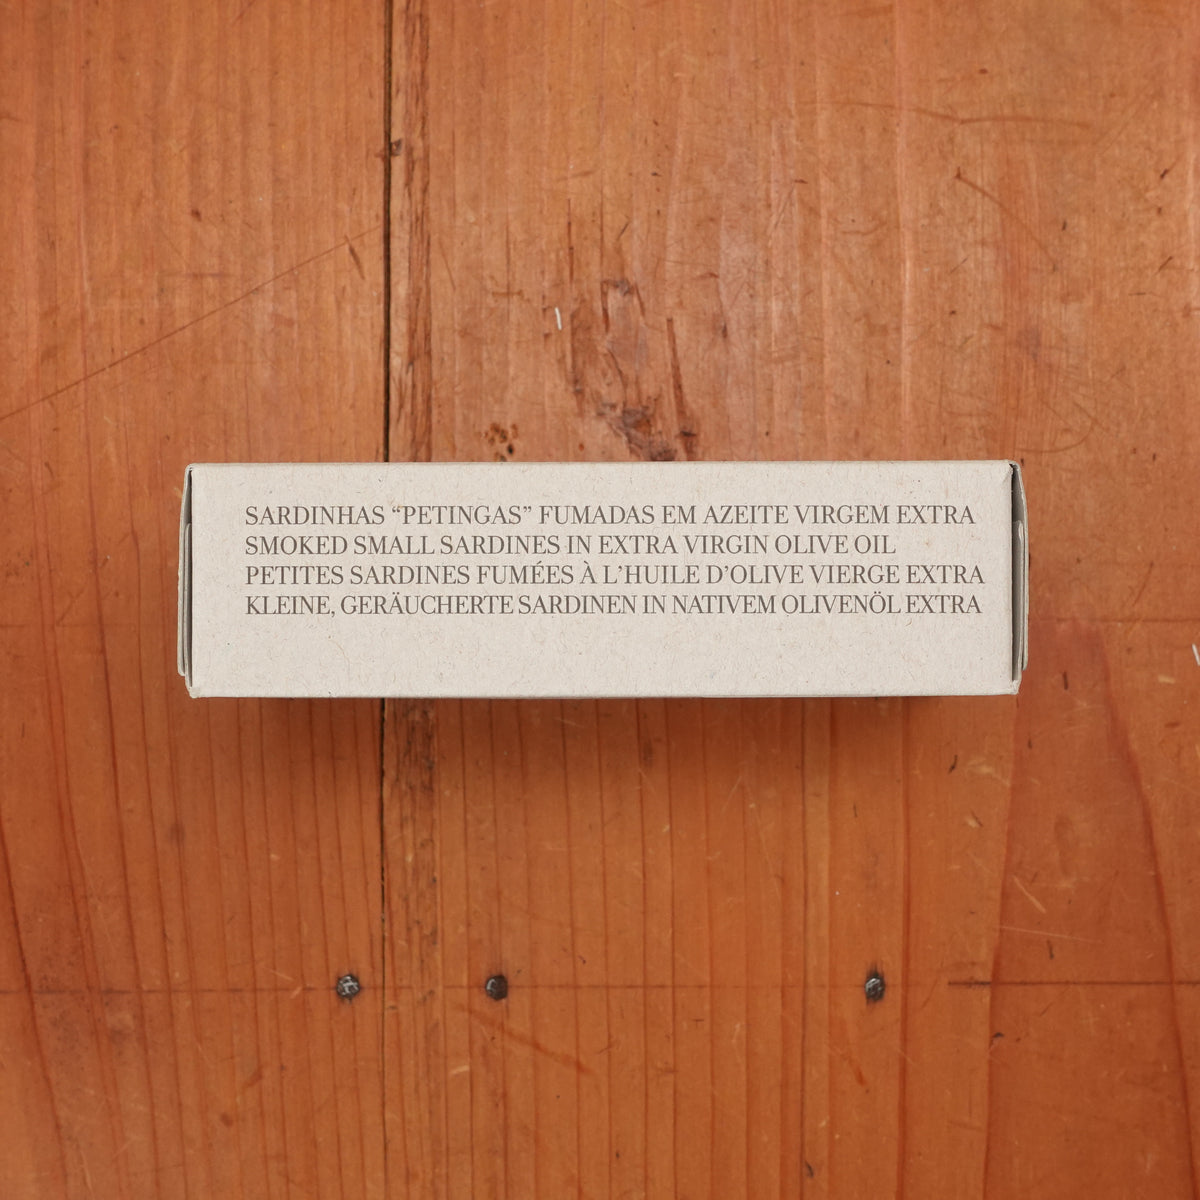 SARDINHAS “PETINGAS” FUMADAS EM AZEITE VIRGEM EXTRA
SMOKED SMALL SARDINES IN EXTRA VIRGIN OLIVE OIL
PETITES SARDINES FUMÉES À L’HUILE D’OLIVE VIERGE EXTRA
KLEINE, GERÄUCHERTE SARDINEN IN NATIVEM OLIVENÖL EXTRA